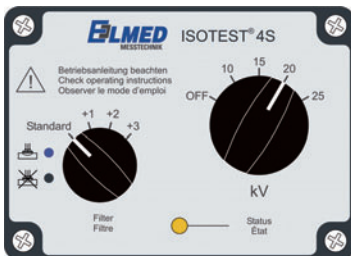 ELMED
MESSTECHNIK
ISOTEST® 4S
Betriebsanleitung beachten
Check operating instructions
Observer le mode d'emploi
OFF 10 15 20 25
kV
Standard +1 +2 +3
Filter
Filtre
Status
État